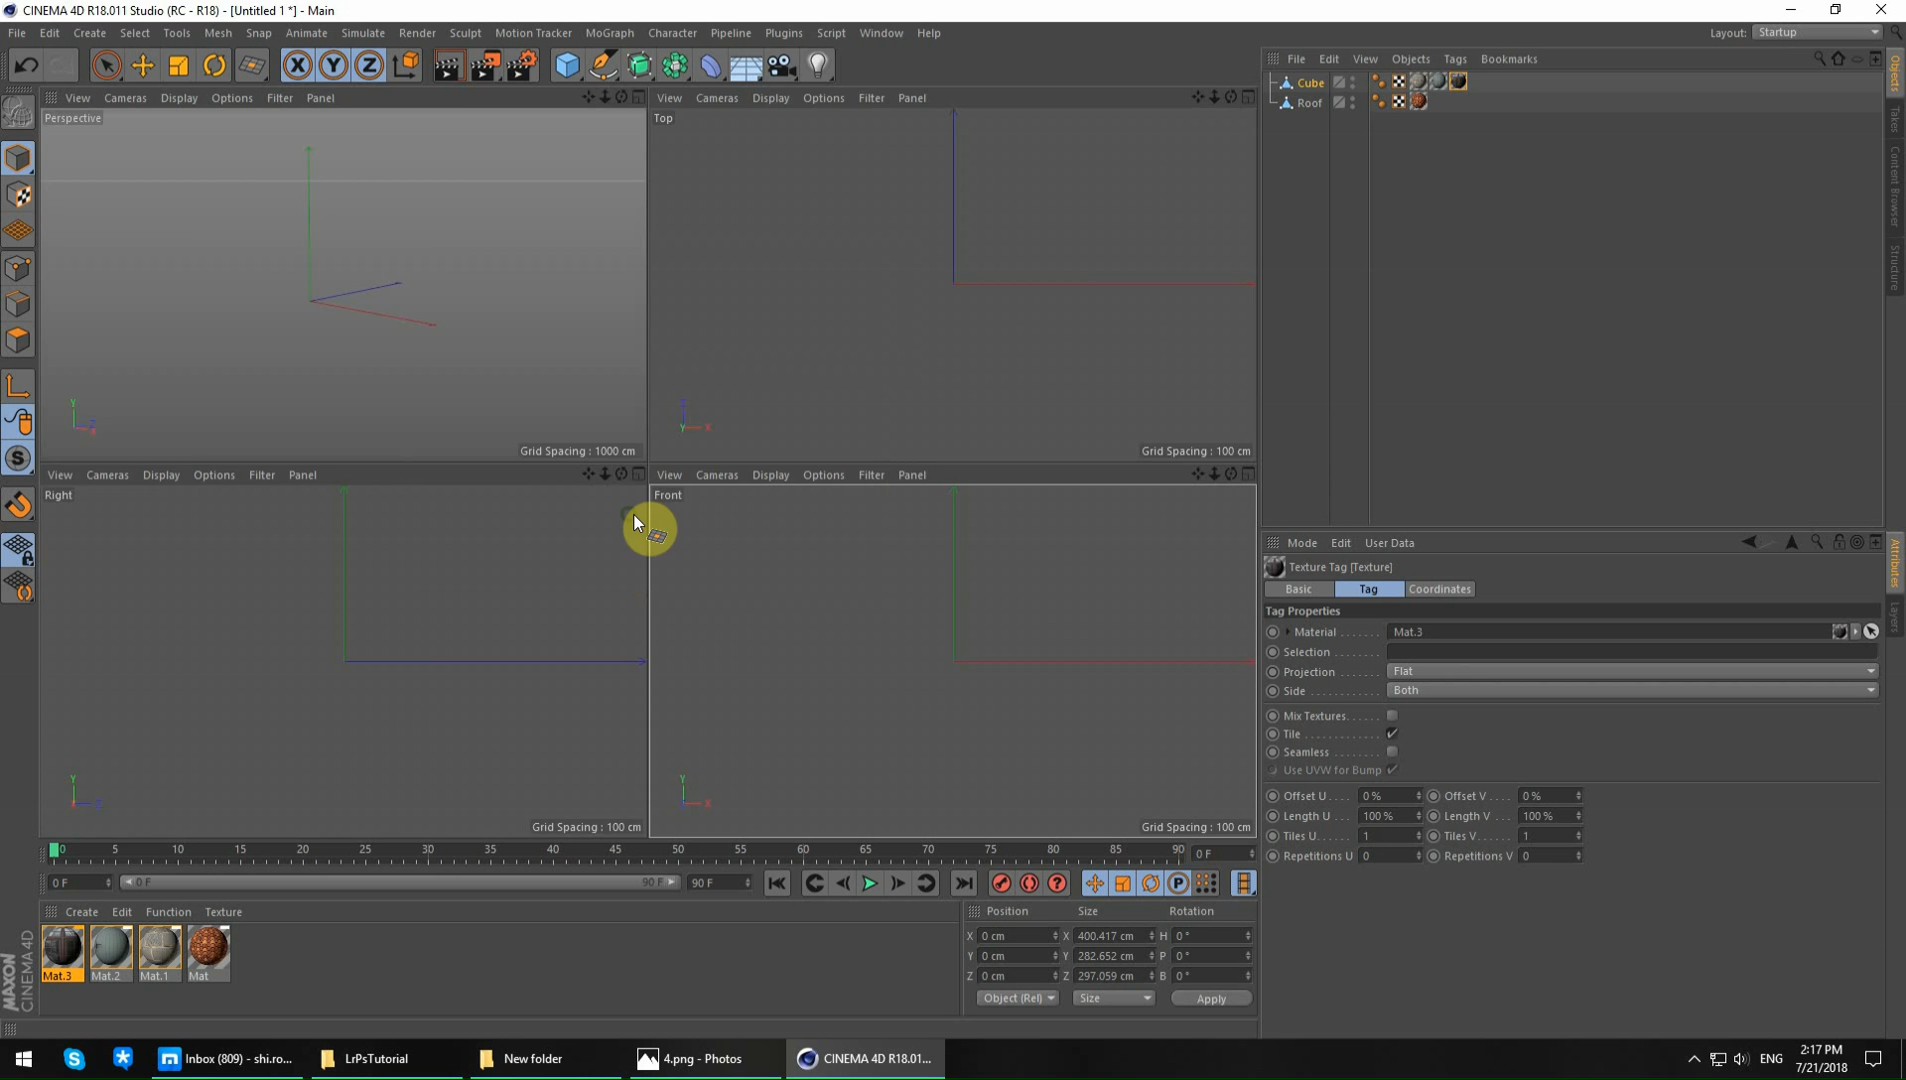 CINEMA 4D R18.011 Studio (RC - R18) - [Untitled 1 *] - Main
File Edit Create Select Tools Mesh Snap Animate Simulate Render Sculpt Motion Tracker MoGraph Character Pipeline Plugins Script Window Help Layout: Startup
X Y Z
File Edit View Objects Tags Bookmarks
Cube
Roof
View Cameras Display Options Filter Panel
Perspective
Y
Z
X
Grid Spacing : 1000 cm
View Cameras Display Options Filter Panel
Top
Z
Y X
Grid Spacing : 100 cm
View Cameras Display Options Filter Panel
Right
Y
X Z
Grid Spacing : 100 cm
View Cameras Display Options Filter Panel
Front
Y
Z X
Grid Spacing : 100 cm
Objects
Takes
Content Browser
Structure
Attributes
Layers
Mode Edit User Data
Texture Tag [Texture]
Basic Tag Coordinates
Tag Properties
Material . . . . . . . Mat.3
Selection . . . . . . .
Projection . . . . . . . Flat
Side . . . . . . . . . . . . Both
Mix Textures. . . . . .
Tile . . . . . . . . . . . . .
Seamless . . . . . . . .
Use UVW for Bump
Offset U . . . . 0 % Offset V . . . . 0 %
Length U . . . 100 % Length V . . . 100 %
Tiles U. . . . . . 1 Tiles V. . . . . . 1
Repetitions U 0 Repetitions V 0
0 5 10 15 20 25 30 35 40 45 50 55 60 65 70 75 80 85 90 0 F
0 F 0 F 90 F 90 F
Create Edit Function Texture
Mat.3 Mat.2 Mat.1 Mat
Position Size Rotation
X 0 cm X 400.417 cm H 0 °
Y 0 cm Y 282.652 cm P 0 °
Z 0 cm Z 297.059 cm B 0 °
Object (Rel) Size Apply
MAXON
CINEMA 4D
Inbox (809) - shi.ro... LrPsTutorial New folder 4.png - Photos CINEMA 4D R18.01...
ENG
2:17 PM
7/21/2018